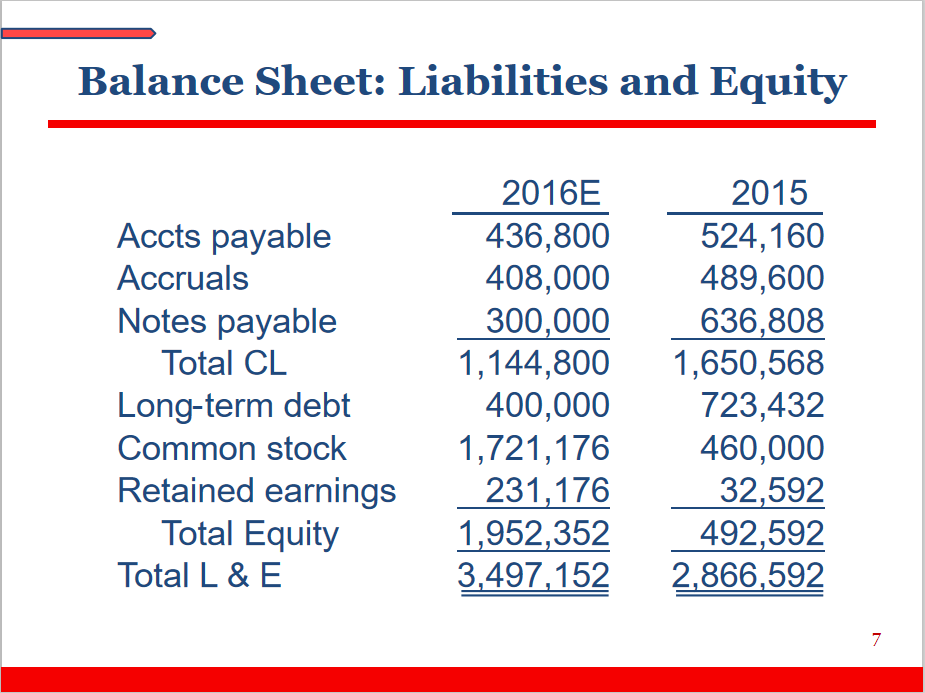 Balance Sheet: Liabilities and Equity
2016E 2015
Accts payable 436,800 524,160
Accruals 408,000 489,600
Notes payable 300,000 636,808
Total CL 1,144,800 1,650,568
Long-term debt 400,000 723,432
Common stock 1,721,176 460,000
Retained earnings 231,176 32,592
Total Equity 1,952,352 492,592
Total L & E 3,497,152 2,866,592
7